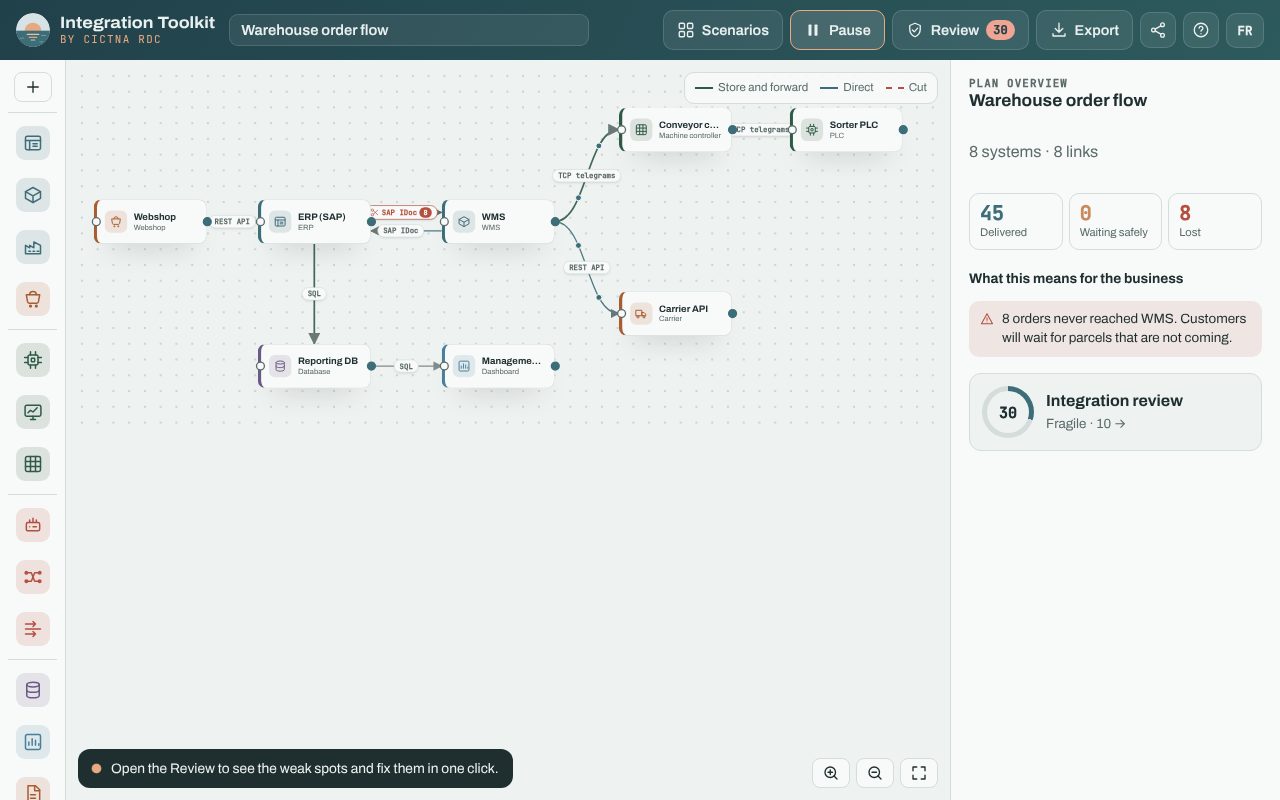 Integration Toolkit
BY CICTNA RDC
Warehouse order flow
Scenarios
Pause
Review 30
Export
FR
Store and forward
Direct
Cut
Conveyor c...
Machine controller
TCP telegrams
Sorter PLC
PLC
TCP telegrams
Webshop
Webshop
REST API
ERP (SAP)
ERP
SAP IDoc 8
SAP IDoc
WMS
WMS
REST API
SQL
Carrier API
Carrier
Reporting DB
Database
SQL
Manageme...
Dashboard
Open the Review to see the weak spots and fix them in one click.
PLAN OVERVIEW
Warehouse order flow
8 systems · 8 links
45
Delivered
0
Waiting safely
8
Lost
What this means for the business
8 orders never reached WMS. Customers
will wait for parcels that are not coming.
30
Integration review
Fragile · 10 →